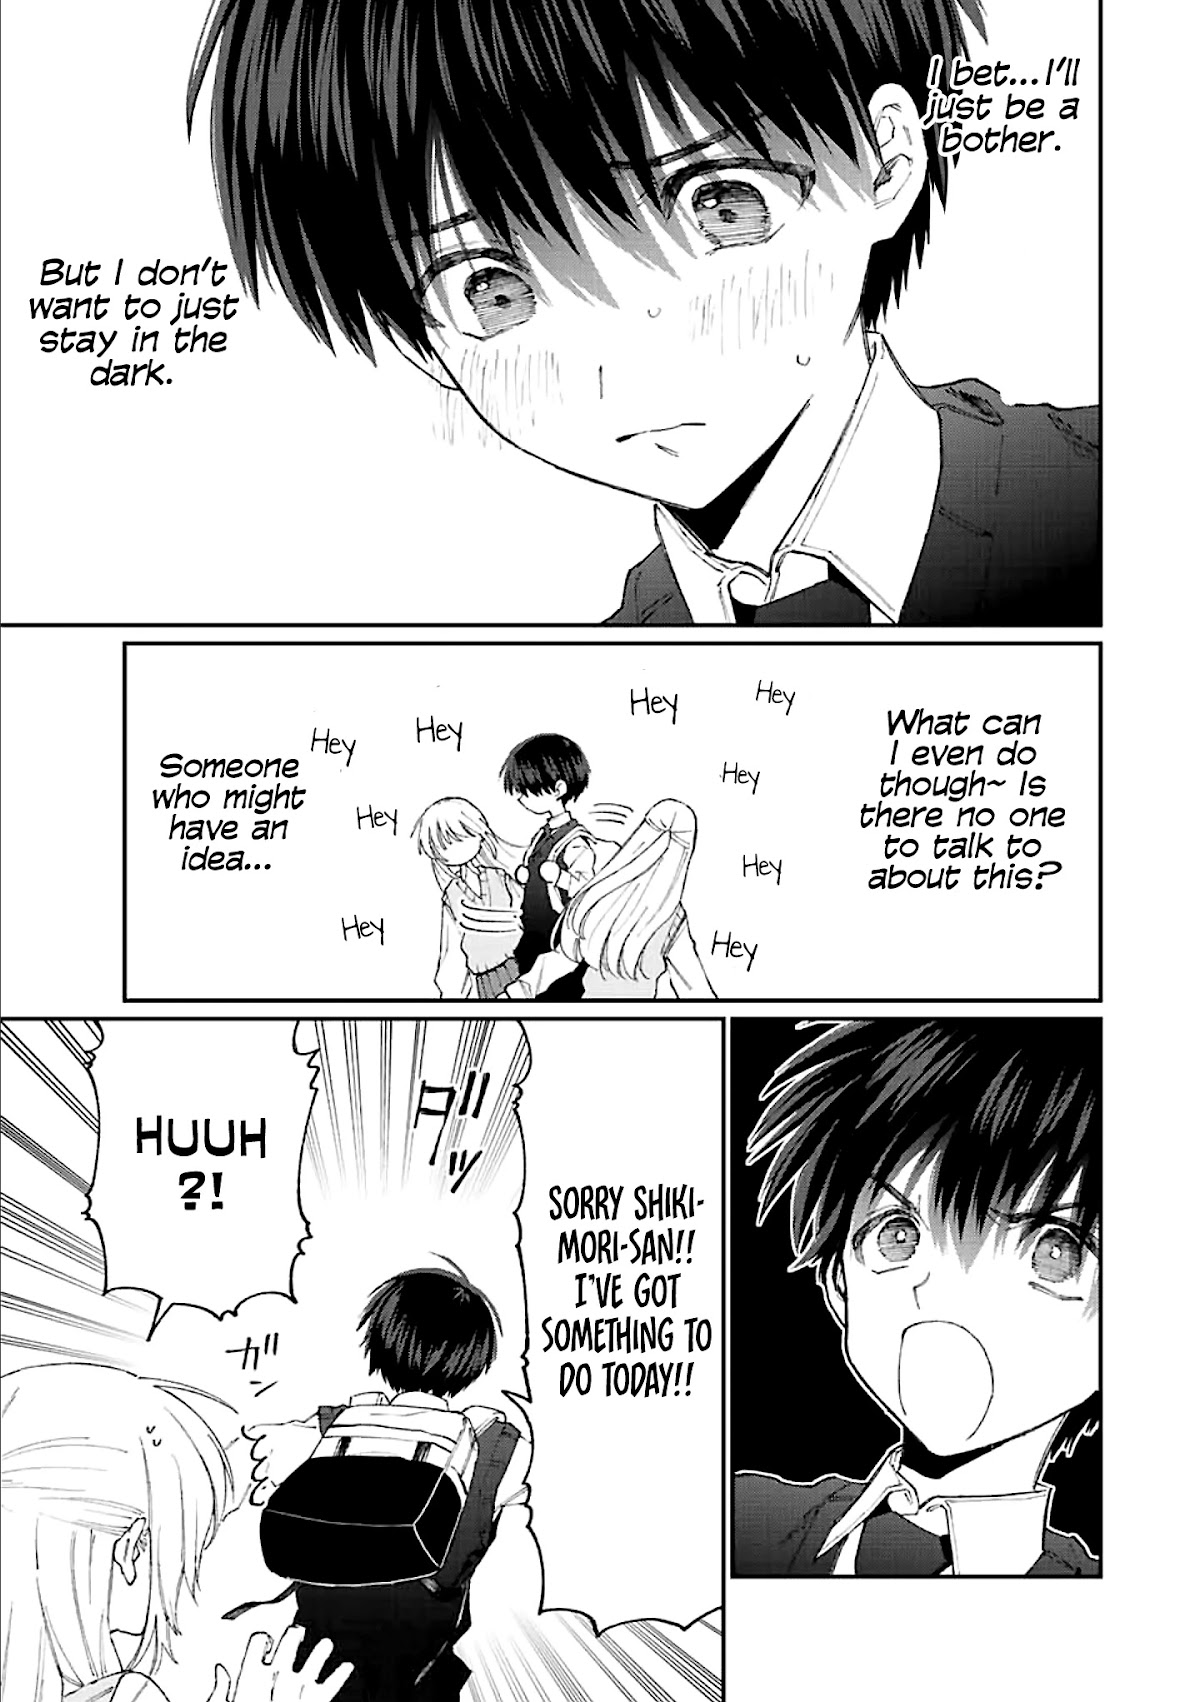 I bet...I'll
just be a
bother.
But I don't
want to just
stay in the
dark.
What can
I even do
though~ Is
there no one
to talk to
about this?
Hey
Hey
Hey
Hey
Hey
Hey
Hey
Hey
Hey
Someone
who might
have an
idea...
SORRY SHIKI-
MORI-SAN!!
I'VE GOT
SOMETHING TO
DO TODAY!!
ダッ
HUUH
?!
ガシ